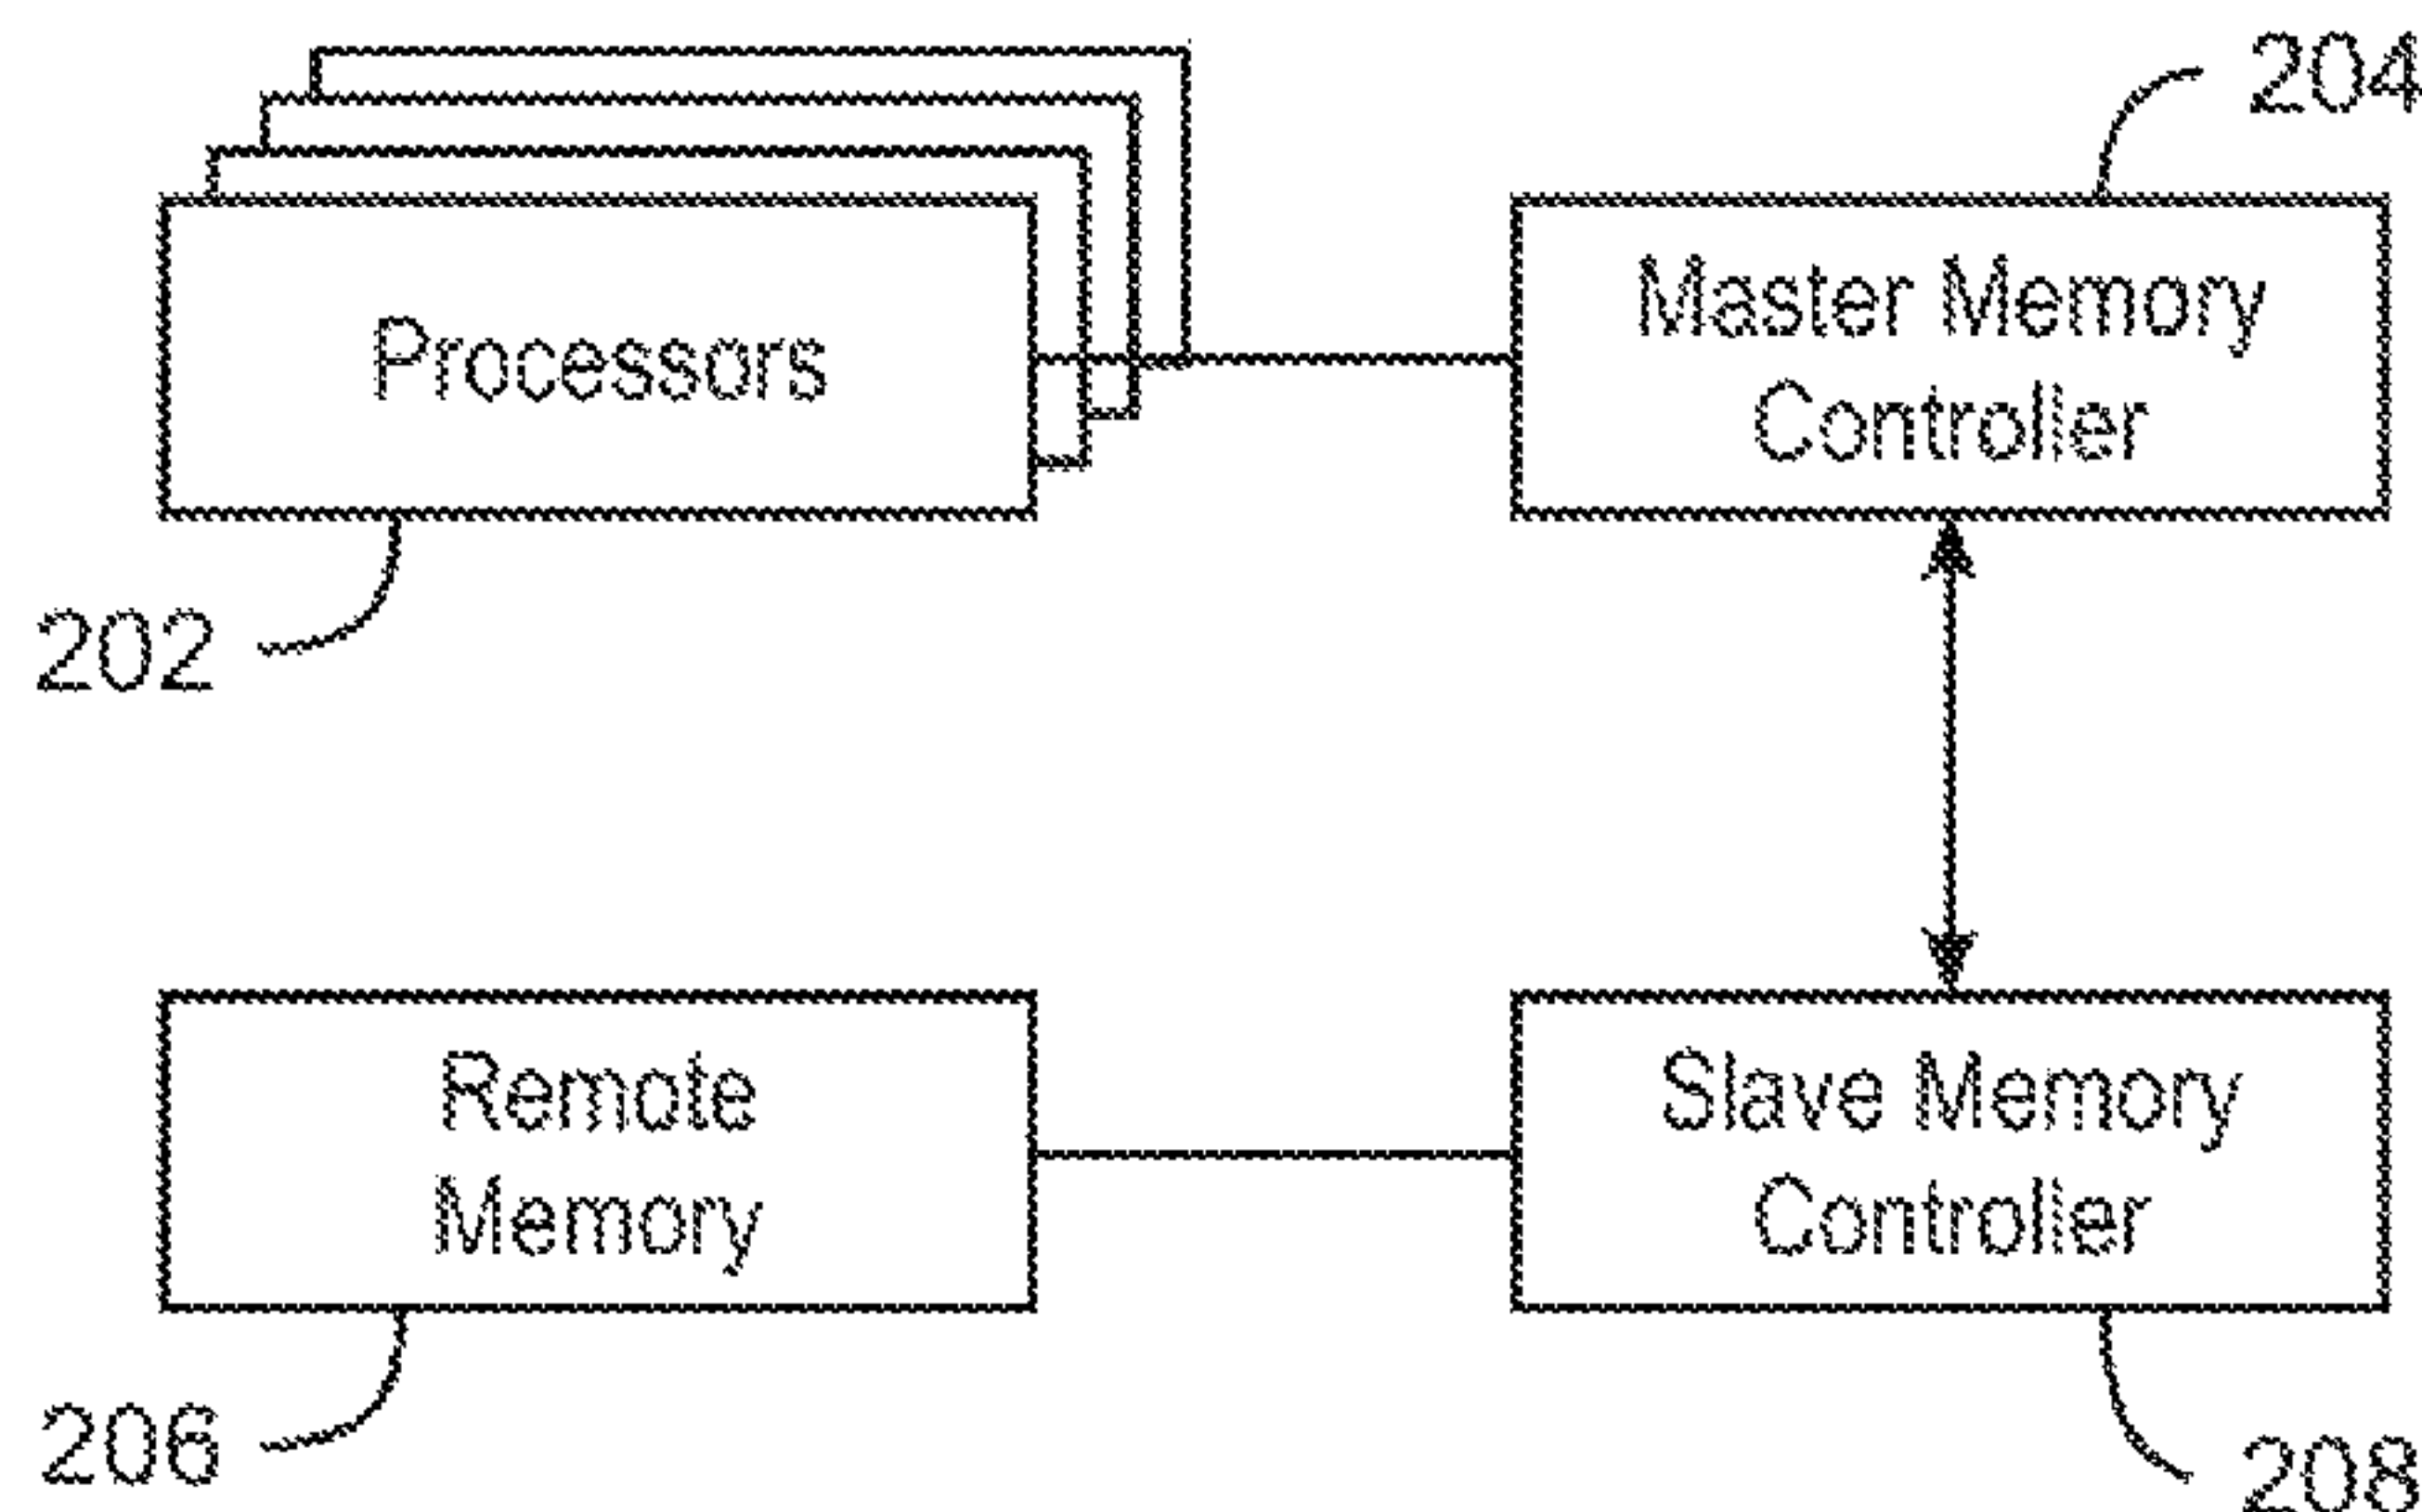 204
Processors
Master Memory
Controller
202
Remote
Memory
Slave Memory
Controller
206
208